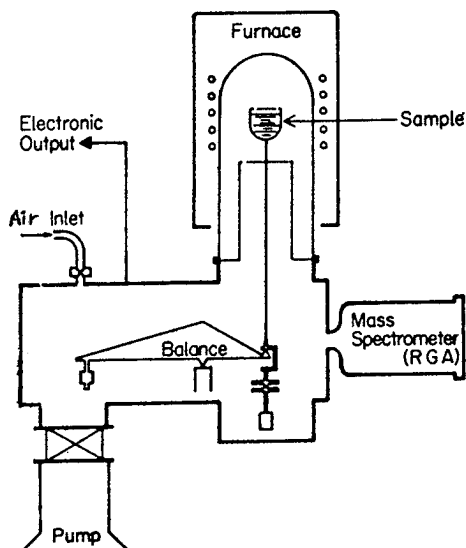 Furnace
Sample
Electronic
Output
Air Inlet
Balance
Mass
Spectrometer
(RGA)
Pump